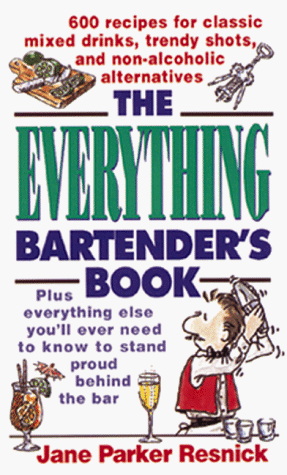 600 recipes for classic
mixed drinks, trendy shots,
and non-alcoholic
alternatives
THE
EVERYTHING
BARTENDER'S
BOOK
Plus
everything else
you'll ever need
to know to stand
proud
behind
the bar
Jane Parker Resnick